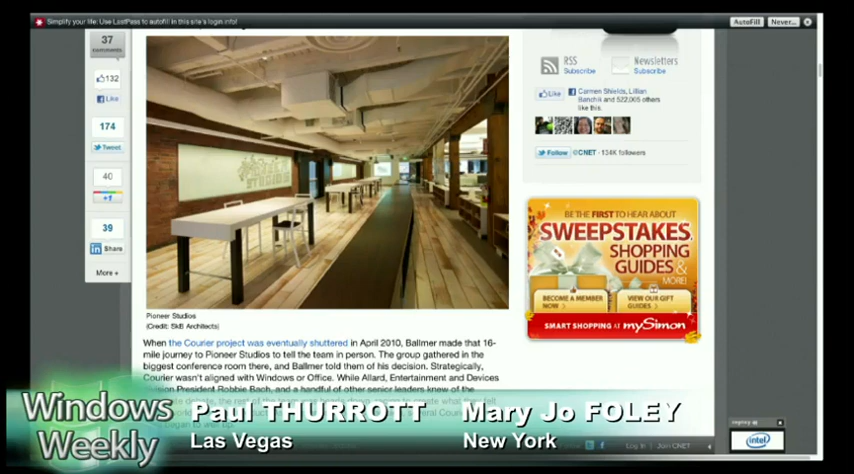 Simplify your life: Use LastPass to autofill in this site's login info!
AutoFill
Never...
37
comments
132
Like
174
Tweet
40
+1
39
Share
More +
RSS
Subscribe
Newsletters
Subscribe
Like
Carmen Shields, Lillian
Banchik and 522,005 others
like this.
Follow @CNET · 134K followers
BE THE FIRST TO HEAR ABOUT
SWEEPSTAKES,
SHOPPING
GUIDES &
MORE!
BECOME A MEMBER
NOW >
VIEW OUR GIFT
GUIDES >
SMART SHOPPING AT mySimon
Pioneer Studios
(Credit: SkB Architects)
When the Courier project was eventually shuttered in April 2010, Ballmer made that 16-
mile journey to Pioneer Studios to tell the team in person. The group gathered in the
biggest conference room there, and Ballmer told them of his decision. Strategically,
Courier wasn't aligned with Windows or Office. While Allard, Entertainment and Devices
Division President Robbie Bach, and a handful of other senior leaders knew of the
Windows
Weekly
Paul THURROTT
Las Vegas
Mary Jo FOLEY
New York
Log In | Join CNET
intel